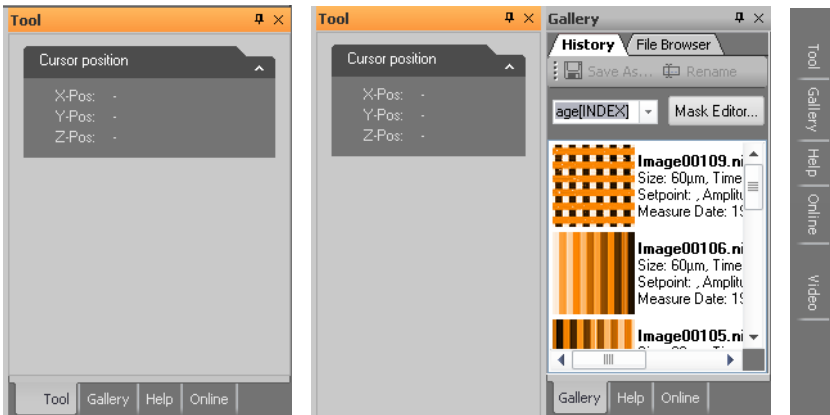 Tool
Cursor position
X-Pos: -
Y-Pos: -
Z-Pos: -
Tool Gallery Help Online
Tool
Cursor position
X-Pos: -
Y-Pos: -
Z-Pos: -
Gallery
History File Browser
Save As... Rename
age[INDEX] Mask Editor...
Image00109.ni
Size: 60µm, Time
Setpoint: , Amplitu
Measure Date: 19
Image00106.ni
Size: 60µm, Time
Setpoint: , Amplitu
Measure Date: 19
Image00105.ni
Gallery Help Online
Tool
Gallery
Help
Online
Video